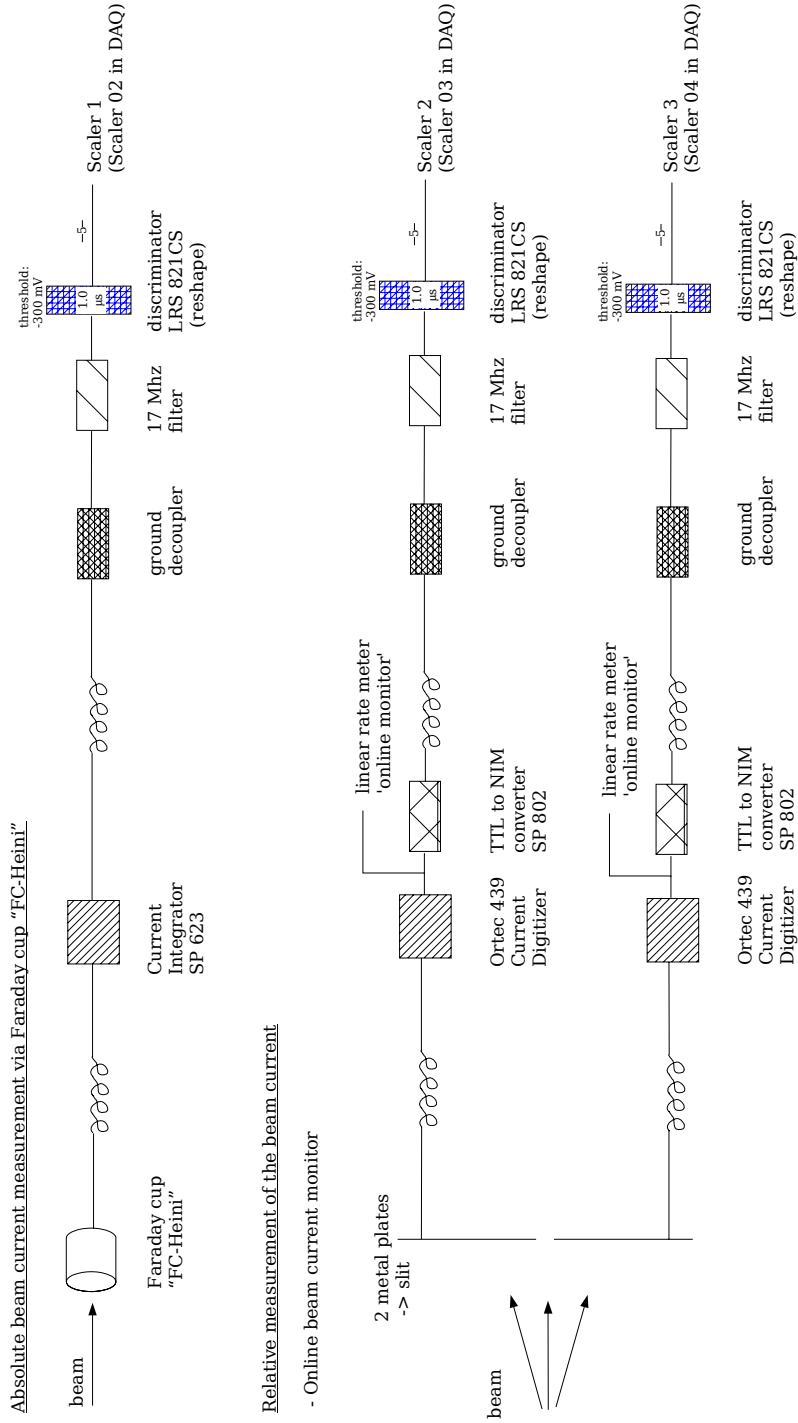 Absolute beam current measurement via Faraday cup “FC-Heini”
beam
Faraday cup
“FC-Heini”
Current
Integrator
SP 623
ground
decoupler
17 Mhz
filter
threshold:
-300 mV
1.0
µs
discriminator
LRS 821CS
(reshape)
5
Scaler 1
(Scaler 02 in DAQ)
Relative measurement of the beam current
- Online beam current monitor
beam
2 metal plates
-> slit
Ortec 439
Current
Digitizer
linear rate meter
'online monitor'
TTL to NIM
converter
SP 802
ground
decoupler
17 Mhz
filter
threshold:
-300 mV
1.0
µs
discriminator
LRS 821CS
(reshape)
5
Scaler 2
(Scaler 03 in DAQ)
Ortec 439
Current
Digitizer
linear rate meter
'online monitor'
TTL to NIM
converter
SP 802
ground
decoupler
17 Mhz
filter
threshold:
-300 mV
1.0
µs
discriminator
LRS 821CS
(reshape)
5
Scaler 3
(Scaler 04 in DAQ)